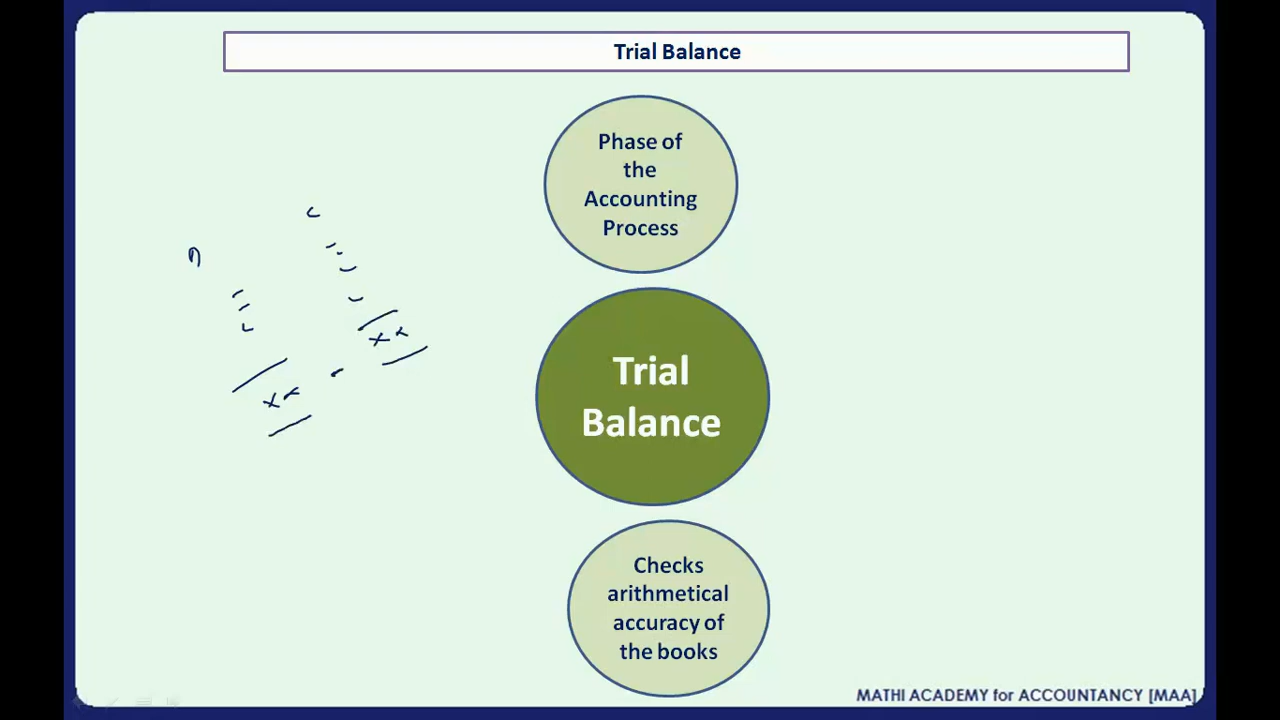 Trial Balance
Phase of
the
Accounting
Process
Trial
Balance
Checks
arithmetical
accuracy of
the books
MATHI ACADEMY for ACCOUNTANCY [MAA]